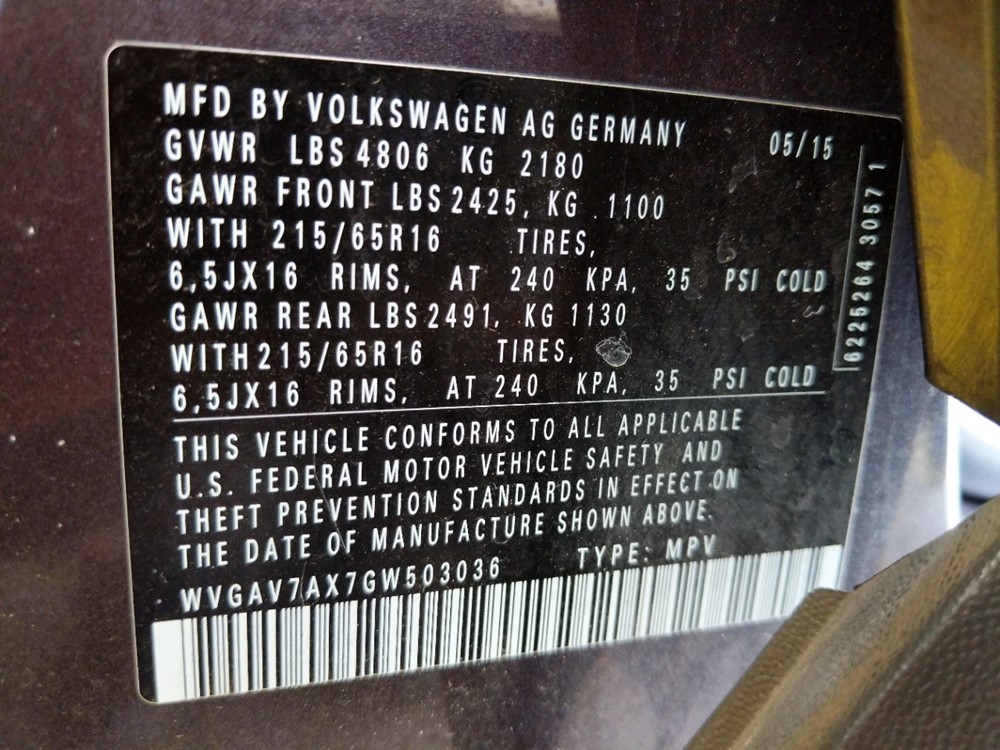 MFD BY VOLKSWAGEN AG GERMANY 05/15
GVWR LBS 4806 KG 2180
GAWR FRONT LBS 2425, KG 1100
WITH 215/65R16 TIRES,
6,5JX16 RIMS, AT 240 KPA, 35 PSI COLD
GAWR REAR LBS 2491, KG 1130
WITH 215/65R16 TIRES,
6,5JX16 RIMS, AT 240 KPA, 35 PSI COLD
THIS VEHICLE CONFORMS TO ALL APPLICABLE
U.S. FEDERAL MOTOR VEHICLE SAFETY AND
THEFT PREVENTION STANDARDS IN EFFECT ON
THE DATE OF MANUFACTURE SHOWN ABOVE.
WVGAV7AX7GW503036 TYPE: MPV
6225264 3057 1